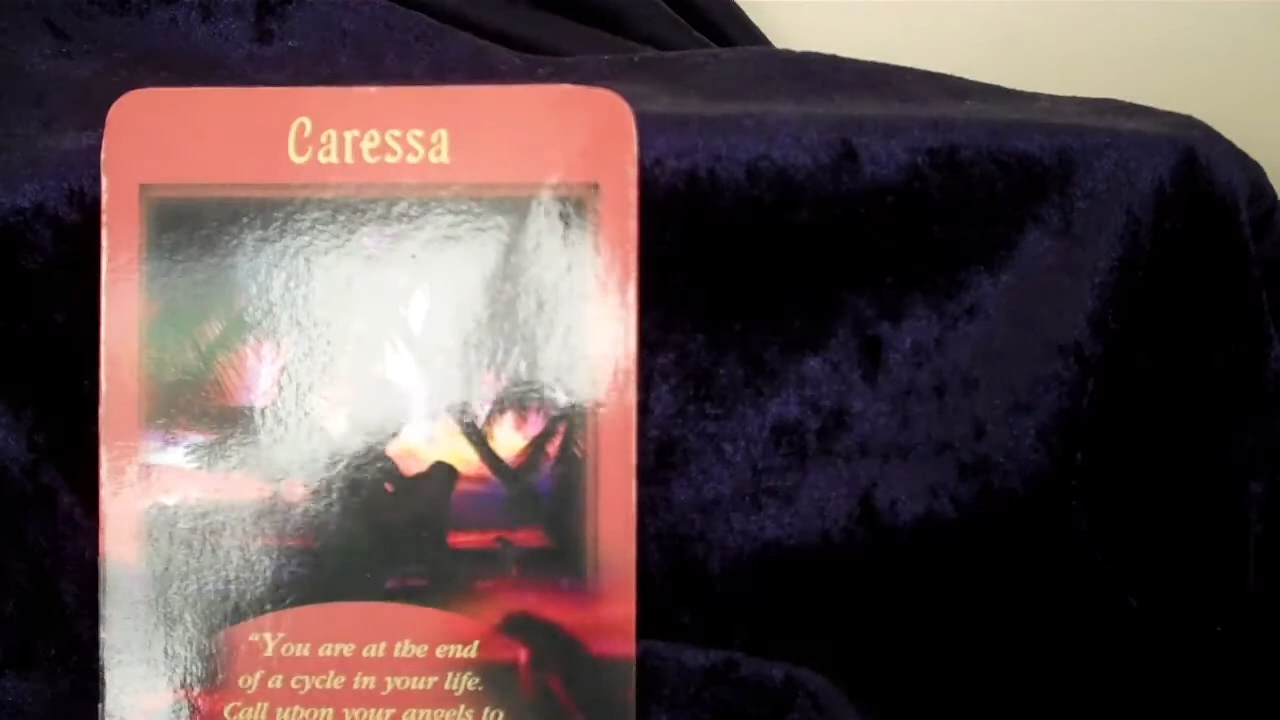 Caressa
“You are at the end
of a cycle in your life.
Call upon your angels to